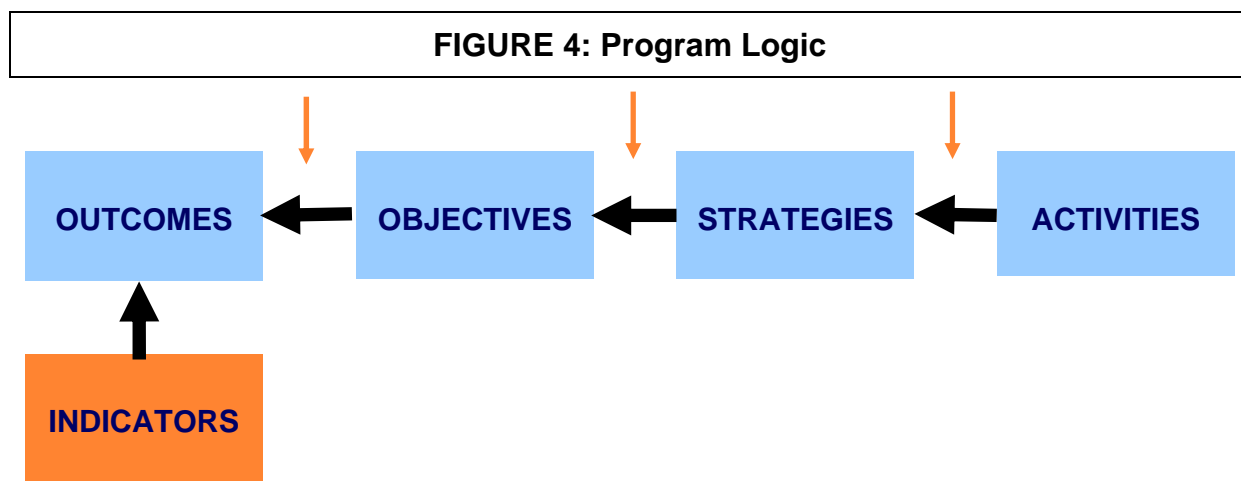 FIGURE 4: Program Logic
OUTCOMES
OBJECTIVES
STRATEGIES
ACTIVITIES
INDICATORS